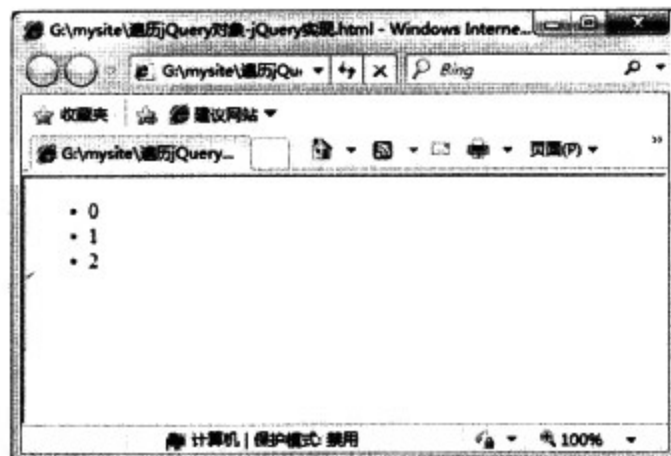 G:\mysite\遍历jQuery对象-jQuery实现.html - Windows Interne...
G:\mysite\遍历jQu
Bing
收藏夹 建议网站
G:\mysite\遍历jQuery... 页面(P)
»
• 0
• 1
• 2
计算机 | 保护模式: 禁用 100%